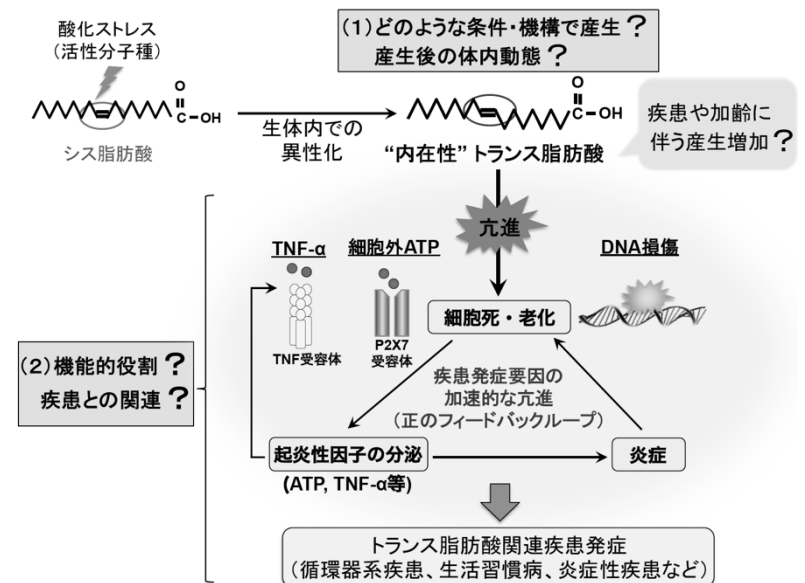 酸化ストレス
（活性分子種）
(1)どのような条件・機構で産生？
産生後の体内動態？
O
C
OH
シス脂肪酸
生体内での
異性化
O
C
OH
“内在性”トランス脂肪酸
疾患や加齢に
伴う産生増加？
亢進
TNF-α
細胞外ATP
DNA損傷
TNF受容体
P2X7
受容体
細胞死・老化
(2)機能的役割？
疾患との関連？
疾患発症要因の
加速的な亢進
（正のフィードバックループ）
起炎性因子の分泌
(ATP, TNF-α等)
炎症
トランス脂肪酸関連疾患発症
（循環器系疾患、生活習慣病、炎症性疾患など）